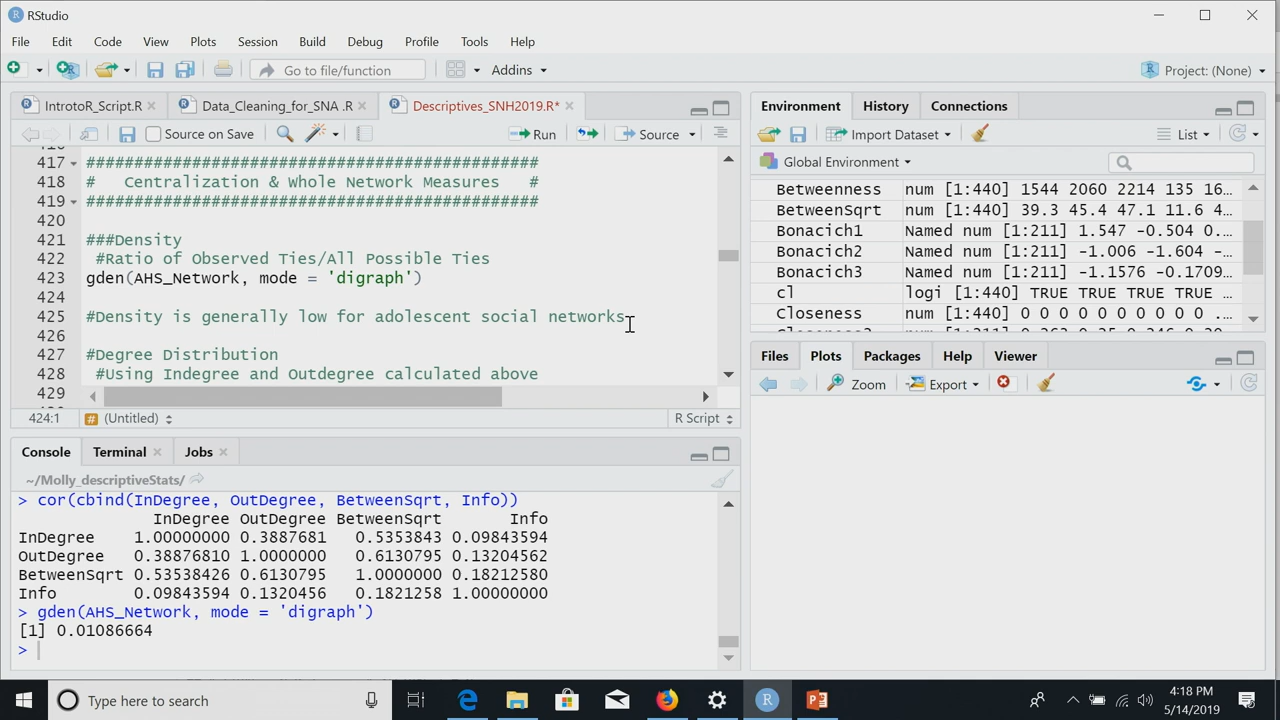 RStudio
File Edit Code View Plots Session Build Debug Profile Tools Help
Go to file/function Addins Project: (None)
IntrotoR_Script.R Data_Cleaning_for_SNA .R Descriptives_SNH2019.R*
Source on Save Run Source
417 ###############################################
418 #   Centralization & Whole Network Measures   #
419 ###############################################
420
421 ###Density
422 #Ratio of Observed Ties/All Possible Ties
423 gden(AHS_Network, mode = 'digraph')
424
425 #Density is generally low for adolescent social networks
426
427 #Degree Distribution
428 #Using Indegree and Outdegree calculated above
429
424:1 # (Untitled) R Script
Console Terminal Jobs
~/Molly_descriptiveStats/
> cor(cbind(InDegree, OutDegree, BetweenSqrt, Info))
InDegree OutDegree BetweenSqrt Info
InDegree 1.00000000 0.3887681 0.5353843 0.09843594
OutDegree 0.38876810 1.0000000 0.6130795 0.13204562
BetweenSqrt 0.53538426 0.6130795 1.0000000 0.18212580
Info 0.09843594 0.1320456 0.1821258 1.00000000
> gden(AHS_Network, mode = 'digraph')
[1] 0.01086664
>
Environment History Connections
Import Dataset List
Global Environment
Betweenness num [1:440] 1544 2060 2214 135 16...
BetweenSqrt num [1:440] 39.3 45.4 47.1 11.6 4...
Bonacich1 Named num [1:211] 1.547 -0.504 0...
Bonacich2 Named num [1:211] -1.006 -1.604 -...
Bonacich3 Named num [1:211] -1.1576 -0.1709...
cl logi [1:440] TRUE TRUE TRUE TRUE ...
Closeness num [1:440] 0 0 0 0 0 0 0 0 0 0 ...
Files Plots Packages Help Viewer
Zoom Export
Type here to search
4:18 PM
5/14/2019